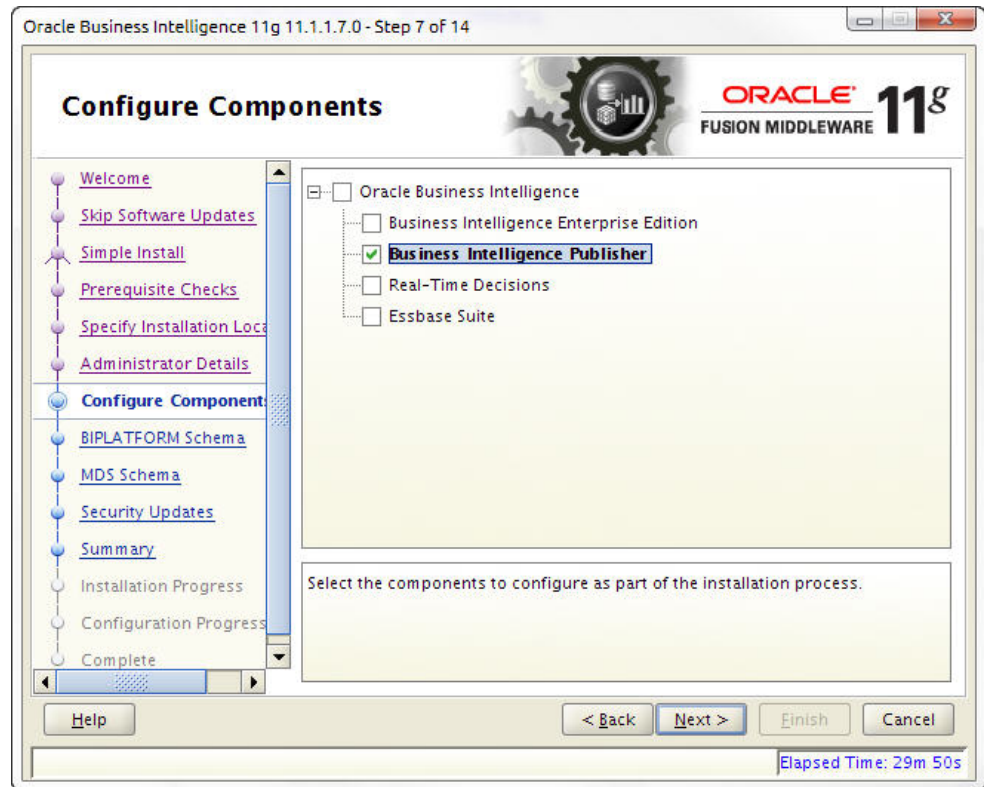 Oracle Business Intelligence 11g 11.1.1.7.0 - Step 7 of 14
Configure Components
ORACLE
FUSION MIDDLEWARE 11g
Welcome
Skip Software Updates
Simple Install
Prerequisite Checks
Specify Installation Loca
Administrator Details
Configure Component
BIPLATFORM Schema
MDS Schema
Security Updates
Summary
Installation Progress
Configuration Progress
Complete
Oracle Business Intelligence
Business Intelligence Enterprise Edition
Business Intelligence Publisher
Real-Time Decisions
Essbase Suite
Select the components to configure as part of the installation process.
Help
< Back
Next >
Finish
Cancel
Elapsed Time: 29m 50s